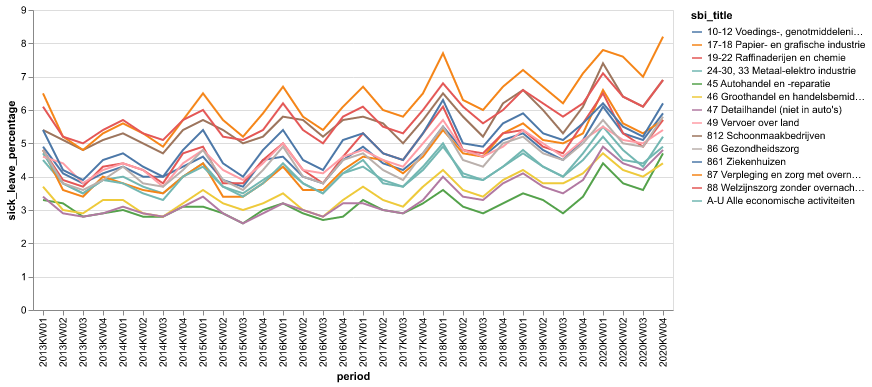 9
8
7
6
5
4
3
2
1
0
sick_leave_percentage
2013KW01
2013KW02
2013KW03
2013KW04
2014KW01
2014KW02
2014KW03
2014KW04
2015KW01
2015KW02
2015KW03
2015KW04
2016KW01
2016KW02
2016KW03
2016KW04
2017KW01
2017KW02
2017KW03
2017KW04
2018KW01
2018KW02
2018KW03
2018KW04
2019KW01
2019KW02
2019KW03
2019KW04
2020KW01
2020KW02
2020KW03
2020KW04
period
sbi_title
10-12 Voedings-, genotmiddeleni…
17-18 Papier- en grafische industrie
19-22 Raffinaderijen en chemie
24-30, 33 Metaal-elektro industrie
45 Autohandel en -reparatie
46 Groothandel en handelsbemid…
47 Detailhandel (niet in auto's)
49 Vervoer over land
812 Schoonmaakbedrijven
86 Gezondheidszorg
861 Ziekenhuizen
87 Verpleging en zorg met overn…
88 Welzijnszorg zonder overnach…
A-U Alle economische activiteiten